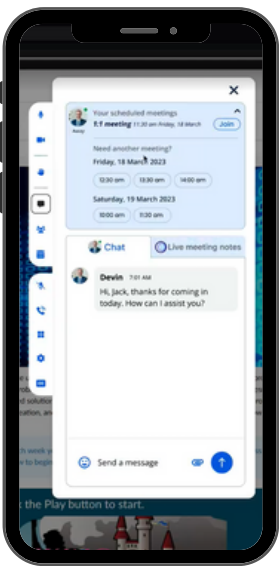 Your scheduled meetings
1:1 meeting 11:30 am Friday, 18 March
Join
Away
Need another meeting?
Friday, 18 March 2023
12:30 am 13:30 am 14:00 am
Saturday, 19 March 2023
10:00 am 11:30 am
Chat
Live meeting notes
Devin 7:01 AM
Hi, Jack, thanks for coming in
today. How can I assist you?
Send a message
the Play button to start.